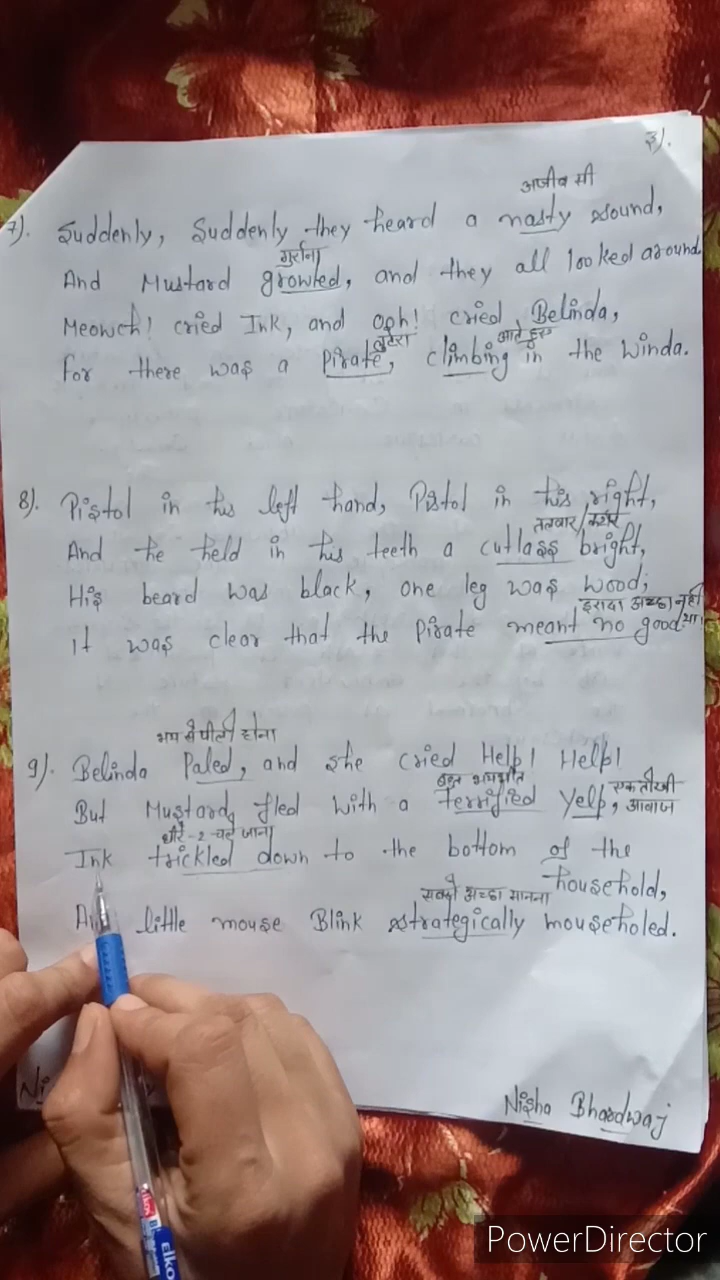 3).
अजीब सी
7). Suddenly, Suddenly they heard a nasty sound,
गुर्राना
And Mustard growled, and they all looked around
Meowch! cried Ink, and ooh! cried Belinda,
लुटेरा आते हुए
For there was a Pirate, climbing in the Winda.
8). Pistol in his left hand, Pistol in his right,
तलवार/कटार
And he held in his teeth a cutlass bright,
His beard was black, one leg was wood;
इरादा अच्छा नही था।
It was clear that the Pirate meant no good.
भय से पीली होना
9). Belinda Paled, and she cried Help! Help!
बहुत भयभीत एक तीखी आवाज
But Mustard fled with a terrified Yelp,
धीरे-२ चले जाना
Ink trickled down to the bottom of the
household,
सबको अच्छा मानना
little mouse Blink strategically mouseholed.
Nisha Bhardwaj
PowerDirector